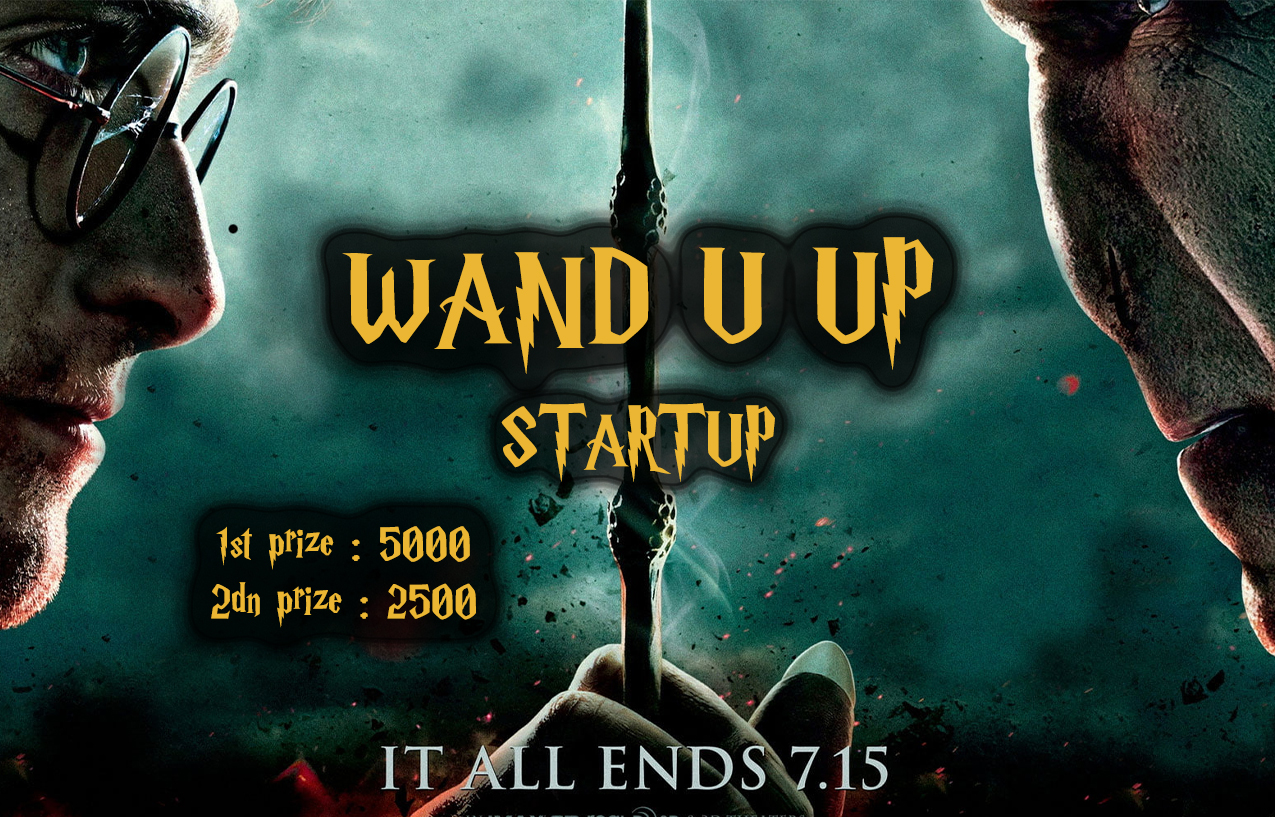 WAND U UP
STARTUP
1st prize : 5000
2dn prize : 2500
IT ALL ENDS 7.15